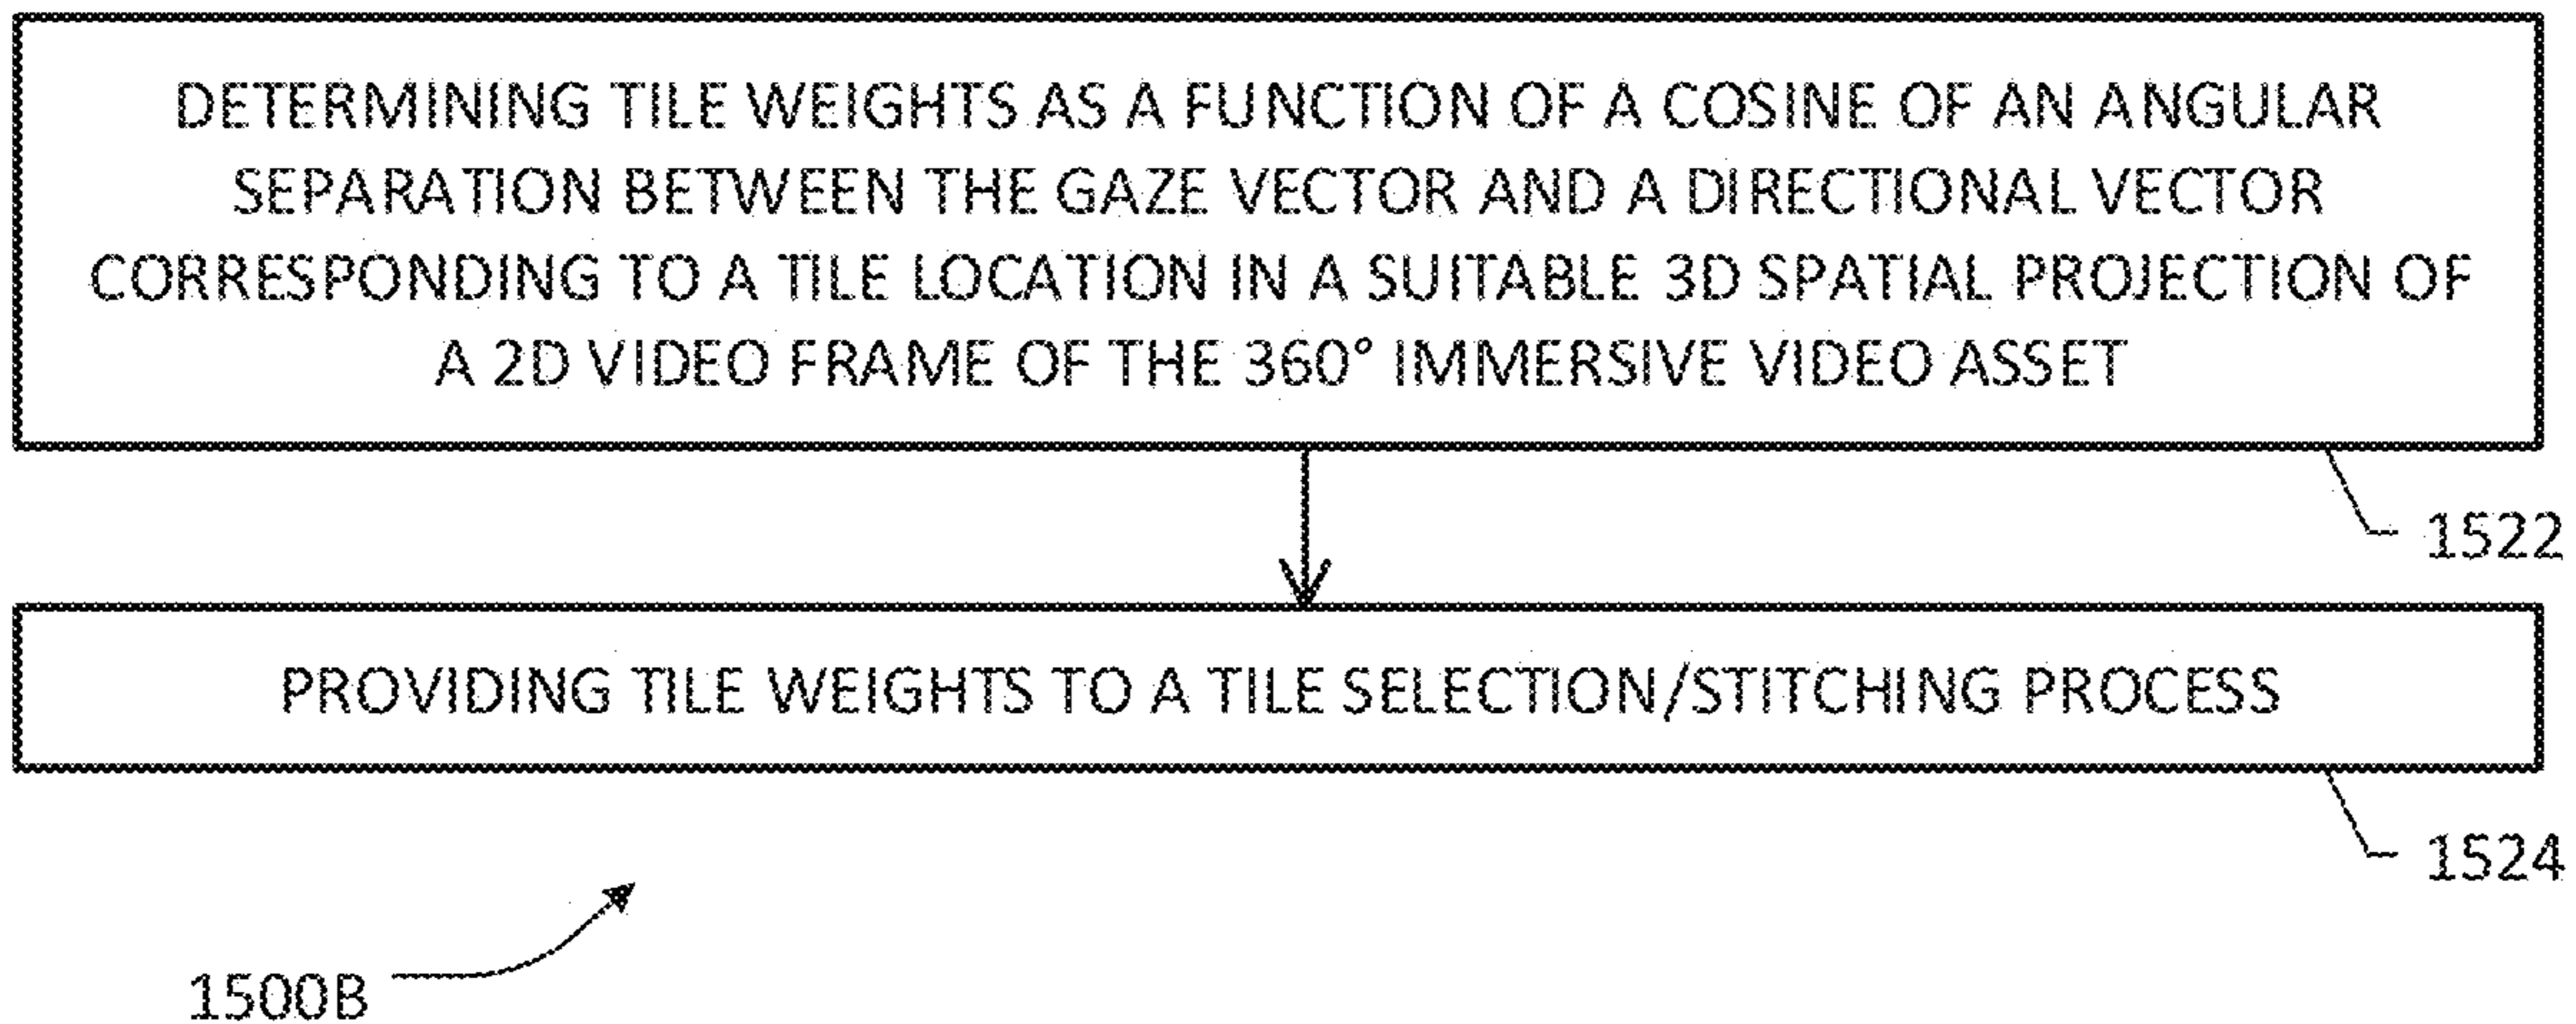 DETERMINING TILE WEIGHTS AS A FUNCTION OF A COSINE OF AN ANGULAR
SEPARATION BETWEEN THE GAZE VECTOR AND A DIRECTIONAL VECTOR
CORRESPONDING TO A TILE LOCATION IN A SUITABLE 3D SPATIAL PROJECTION OF
A 2D VIDEO FRAME OF THE 360° IMMERSIVE VIDEO ASSET
1522
PROVIDING TILE WEIGHTS TO A TILE SELECTION/STITCHING PROCESS
1524
1500B